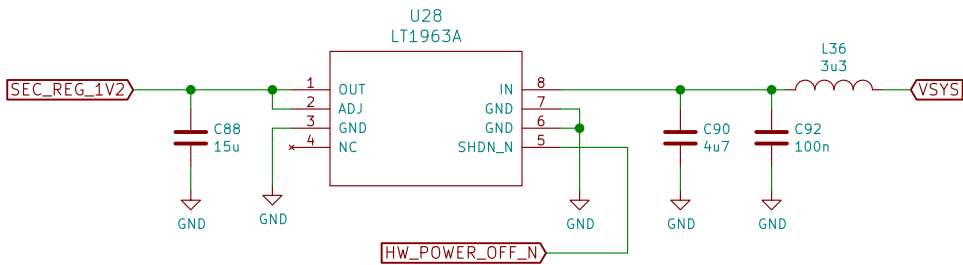 U28
LT1963A
L36
3u3
SEC_REG_1V2
1 OUT
IN 8
VSYS
2 ADJ
GND 7
3 GND
GND 6
4 NC
SHDN_N 5
C88
15u
C90
4u7
C92
100n
GND
GND
GND
GND
GND
HW_POWER_OFF_N